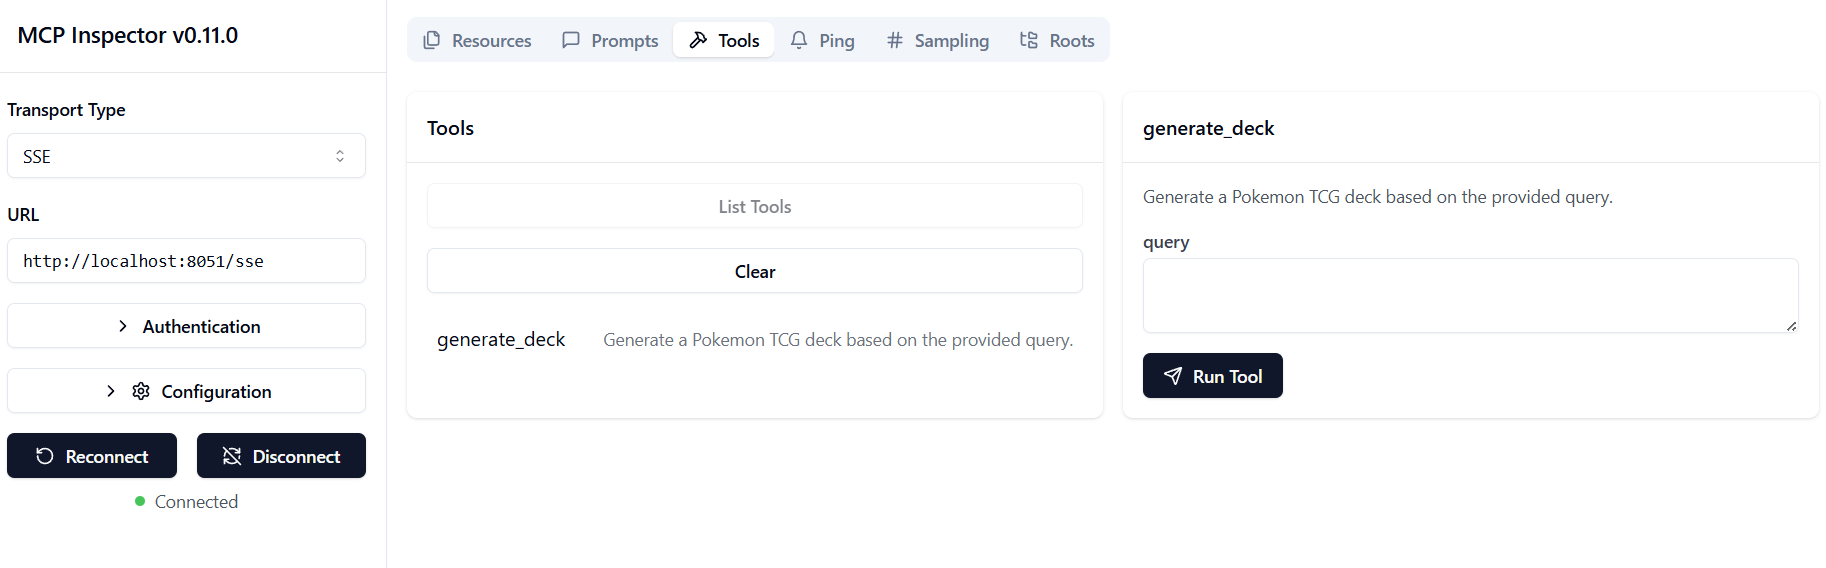 MCP Inspector v0.11.0
Transport Type
SSE
URL
http://localhost:8051/sse
Authentication
Configuration
Reconnect
Disconnect
Connected
Resources
Prompts
Tools
Ping
Sampling
Roots
Tools
List Tools
Clear
generate_deck
Generate a Pokemon TCG deck based on the provided query.
generate_deck
Generate a Pokemon TCG deck based on the provided query.
query
Run Tool